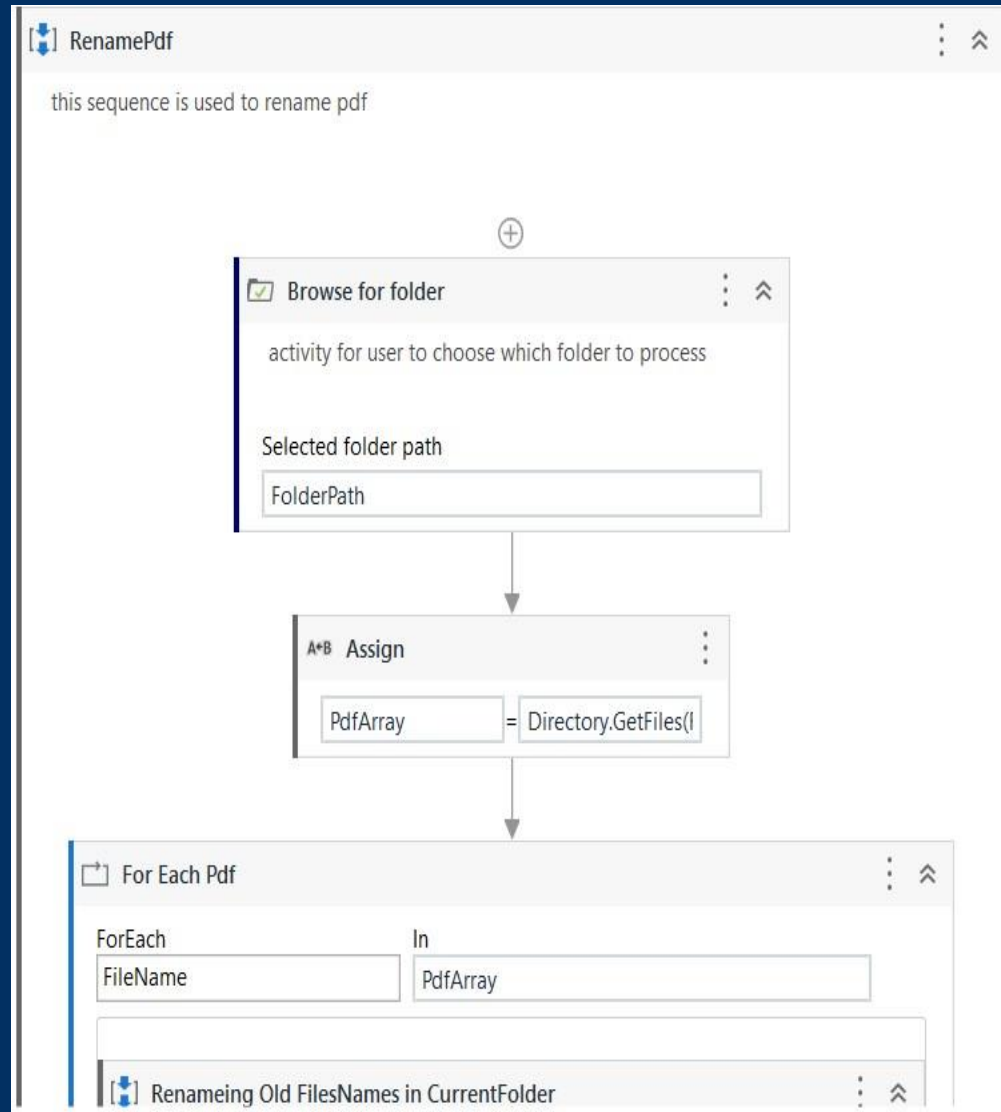 RenamePdf
this sequence is used to rename pdf
Browse for folder
activity for user to choose which folder to process
Selected folder path
FolderPath
A←B Assign
PdfArray = Directory.GetFiles(
For Each Pdf
ForEach In
FileName PdfArray
Renameing Old FilesNames in CurrentFolder